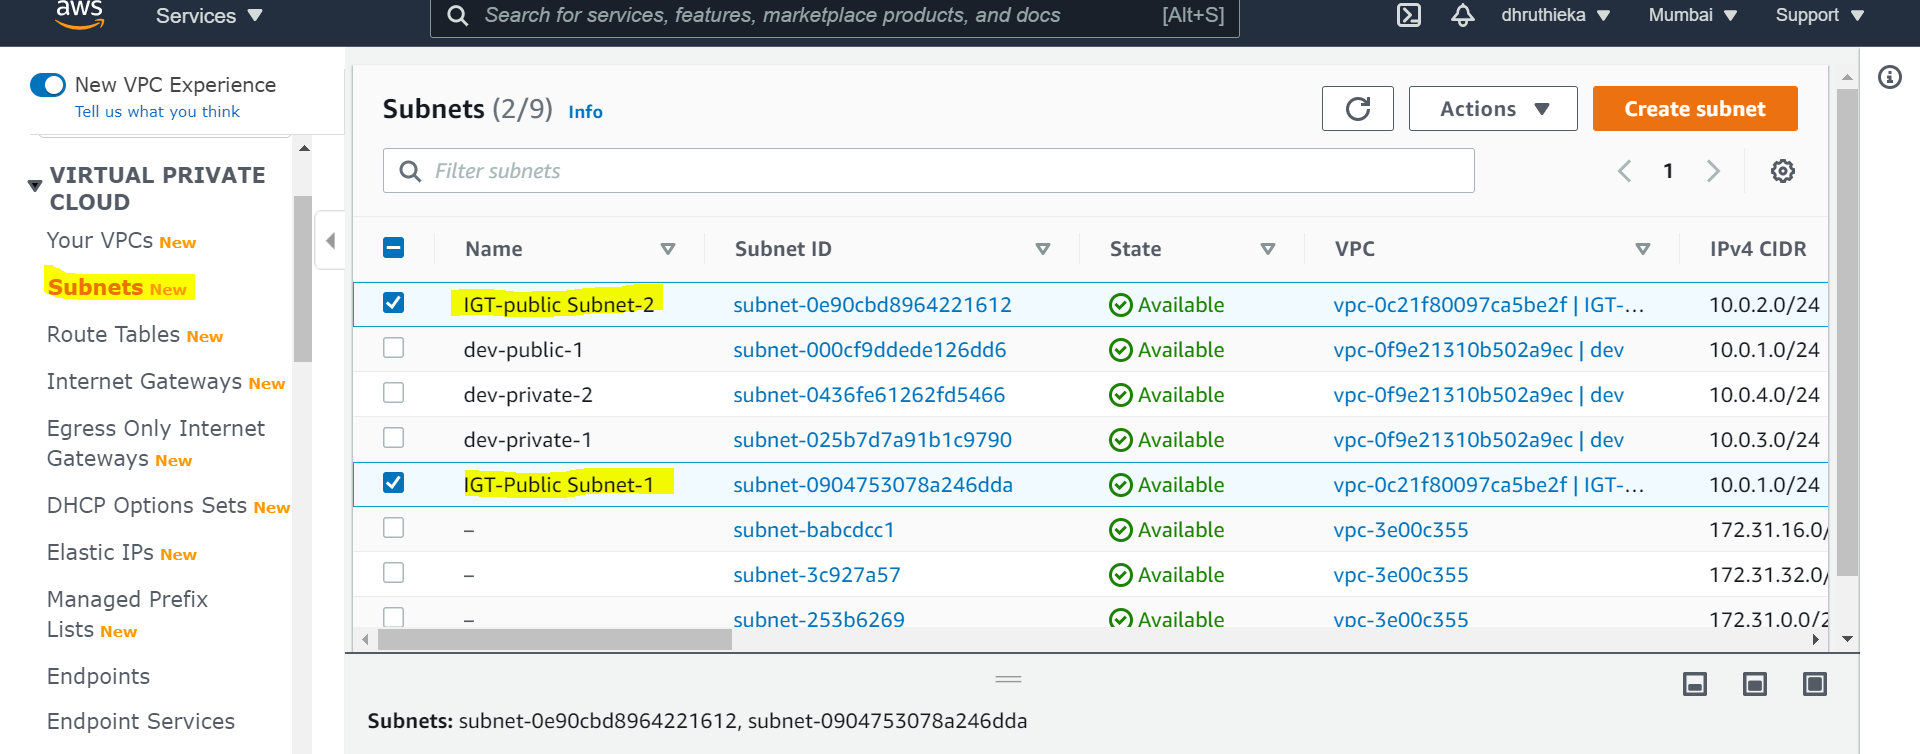 aws
Services
Search for services, features, marketplace products, and docs [Alt+S]
dhruthieka
Mumbai
Support
New VPC Experience
Tell us what you think
VIRTUAL PRIVATE
CLOUD
Your VPCs New
Subnets New
Route Tables New
Internet Gateways New
Egress Only Internet
Gateways New
DHCP Options Sets New
Elastic IPs New
Managed Prefix
Lists New
Endpoints
Endpoint Services
Subnets (2/9) Info
Actions
Create subnet
Filter subnets
1
Name Subnet ID State VPC IPv4 CIDR
IGT-public Subnet-2 subnet-0e90cbd8964221612 Available vpc-0c21f80097ca5be2f | IGT-... 10.0.2.0/24
dev-public-1 subnet-000cf9ddede126dd6 Available vpc-0f9e21310b502a9ec | dev 10.0.1.0/24
dev-private-2 subnet-0436fe61262fd5466 Available vpc-0f9e21310b502a9ec | dev 10.0.4.0/24
dev-private-1 subnet-025b7d7a91b1c9790 Available vpc-0f9e21310b502a9ec | dev 10.0.3.0/24
IGT-Public Subnet-1 subnet-0904753078a246dda Available vpc-0c21f80097ca5be2f | IGT-... 10.0.1.0/24
– subnet-babcdcc1 Available vpc-3e00c355 172.31.16.0/
– subnet-3c927a57 Available vpc-3e00c355 172.31.32.0/
– subnet-253b6269 Available vpc-3e00c355 172.31.0.0/2
Subnets: subnet-0e90cbd8964221612, subnet-0904753078a246dda